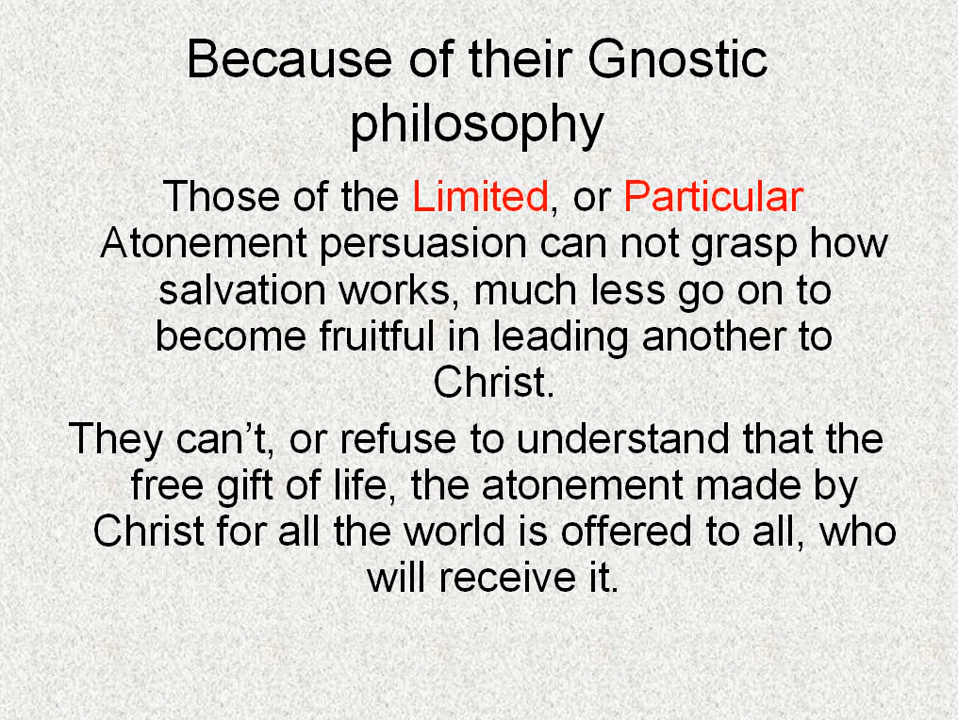 Because of their Gnostic
philosophy
Those of the Limited, or Particular
Atonement persuasion can not grasp how
salvation works, much less go on to
become fruitful in leading another to
Christ.
They can’t, or refuse to understand that the
free gift of life, the atonement made by
Christ for all the world is offered to all, who
will receive it.